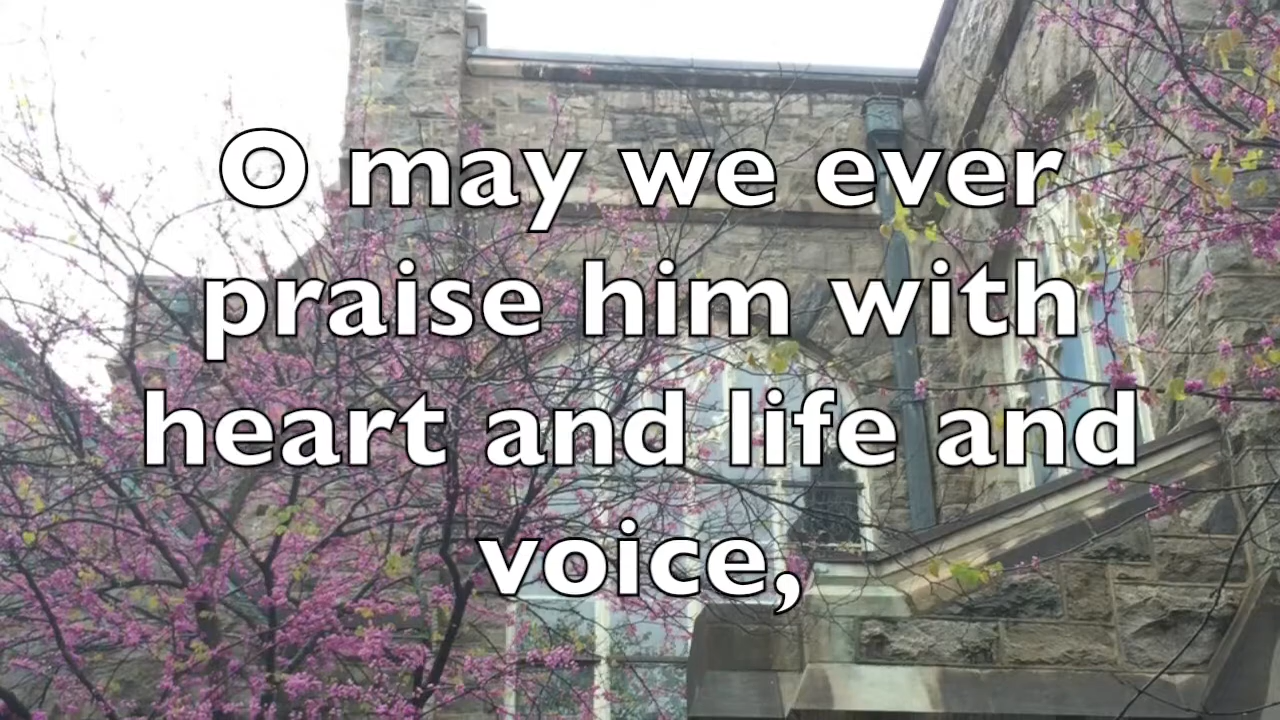 O may we ever
praise him with
heart and life and
voice,